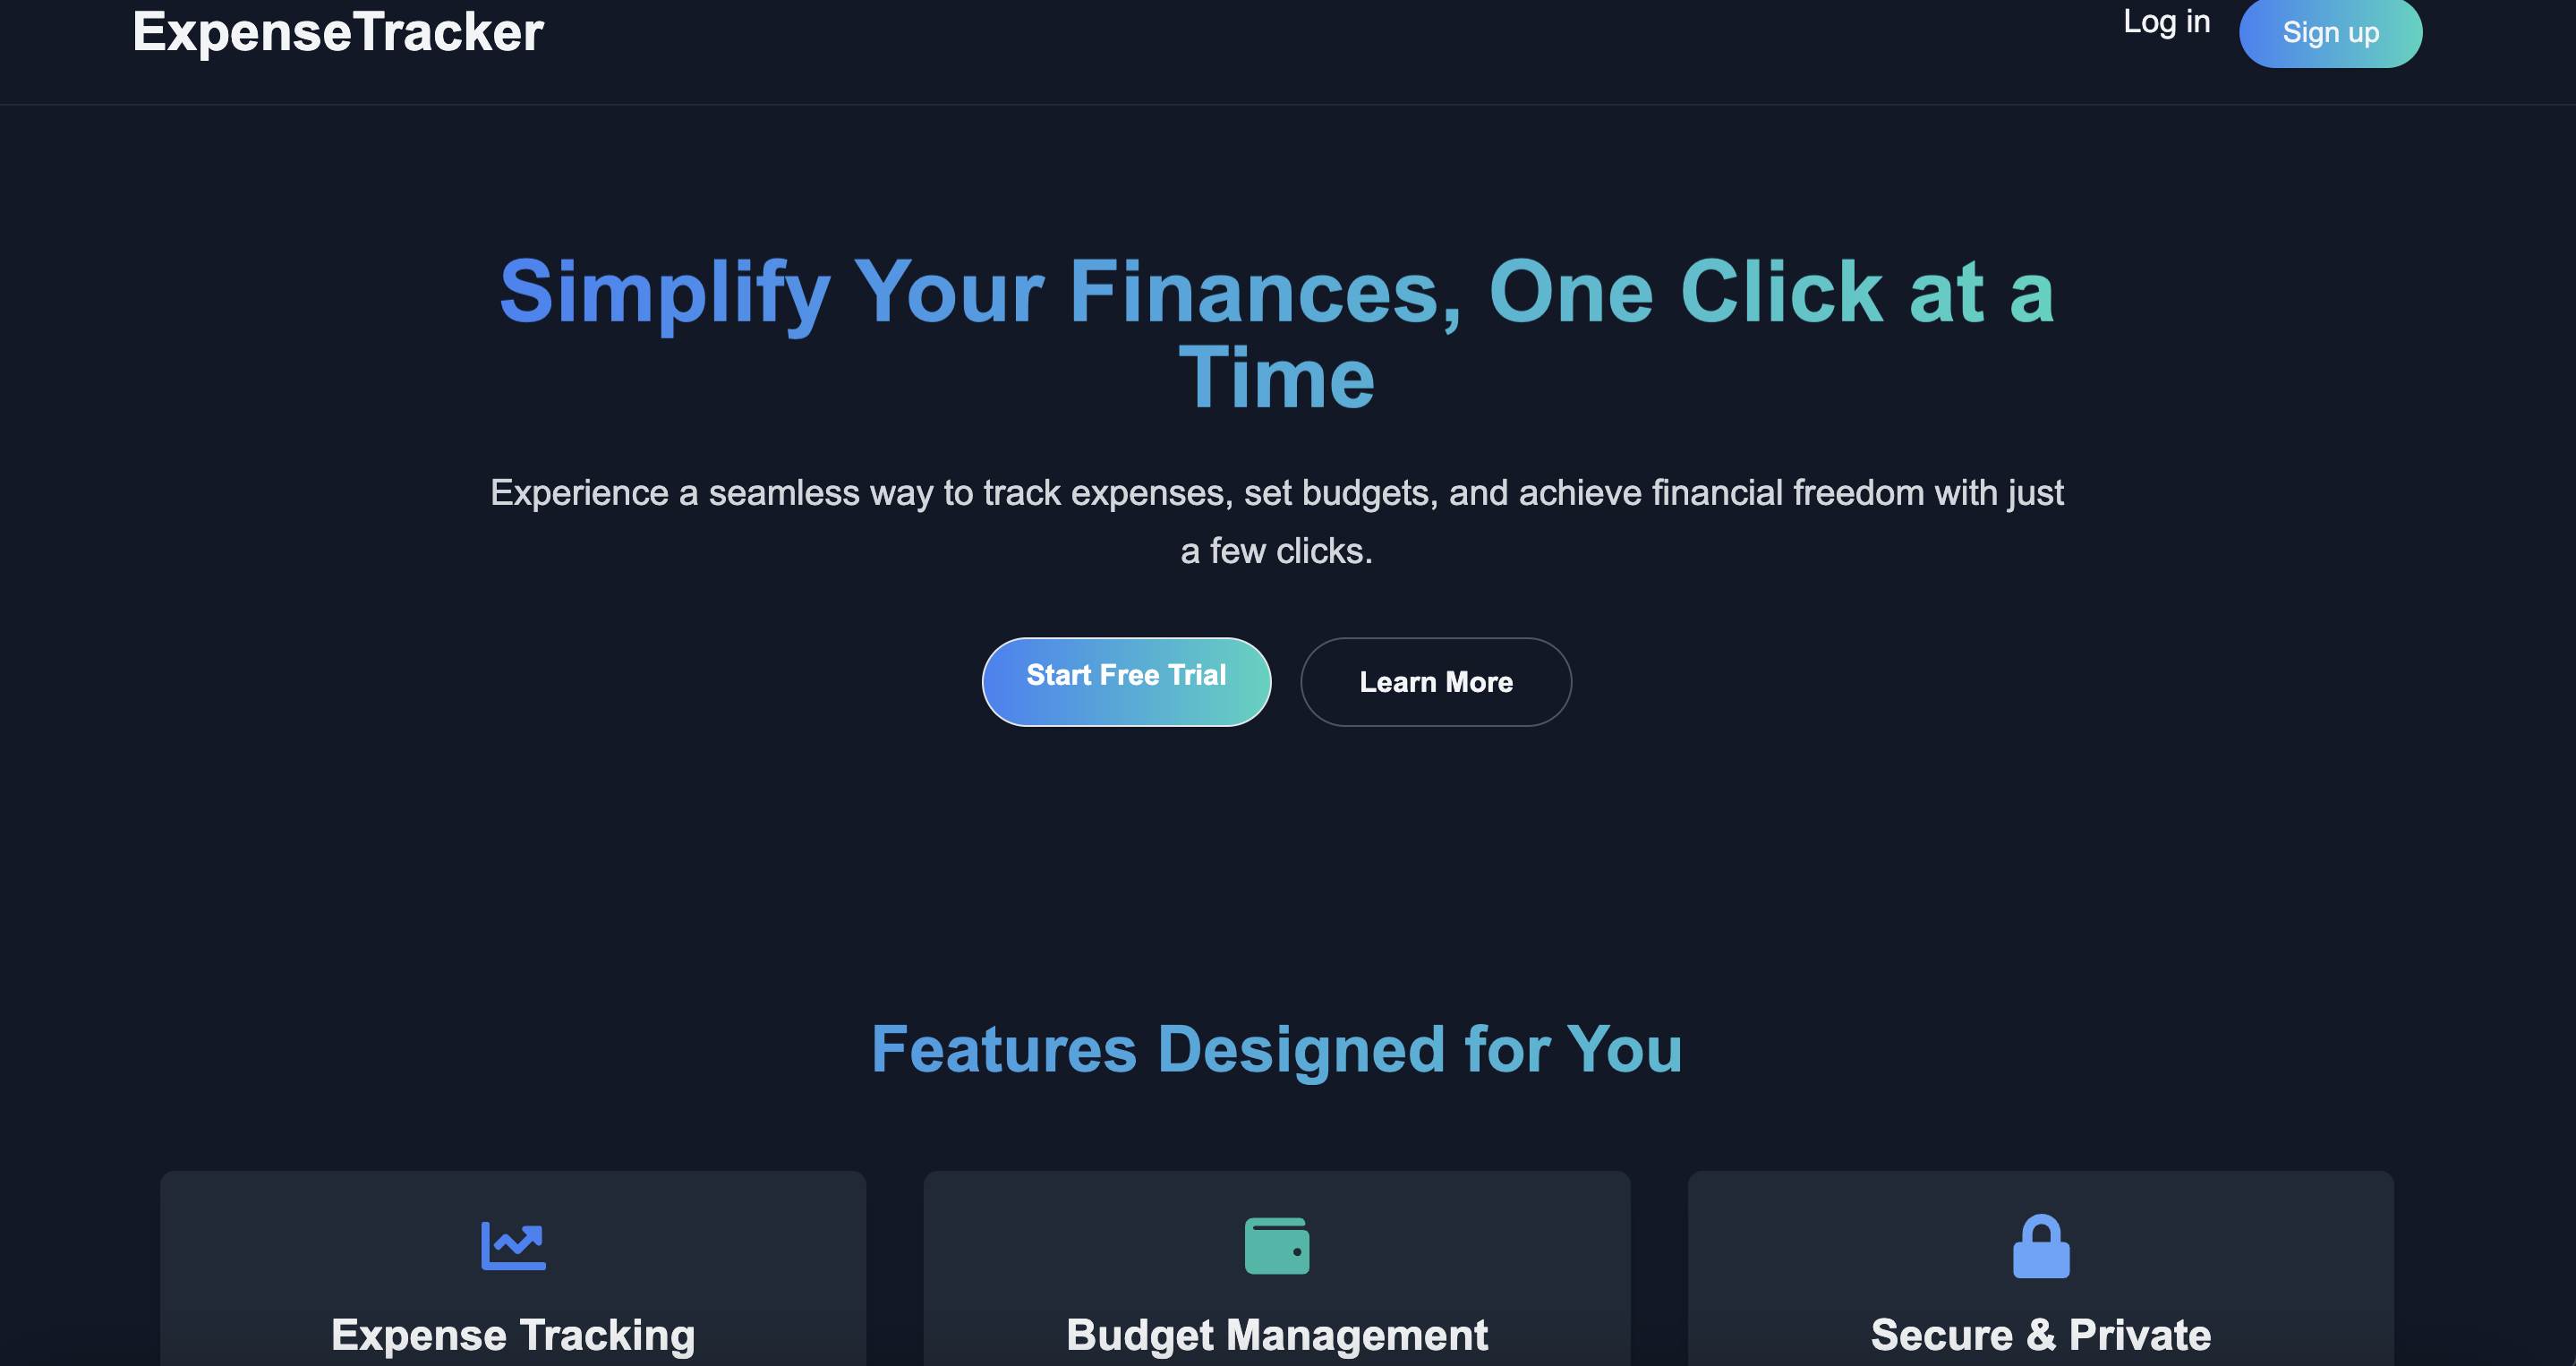 ExpenseTracker
Log in
Sign up
Simplify Your Finances, One Click at a
Time
Experience a seamless way to track expenses, set budgets, and achieve financial freedom with just
a few clicks.
Start Free Trial
Learn More
Features Designed for You
Expense Tracking
Budget Management
Secure & Private